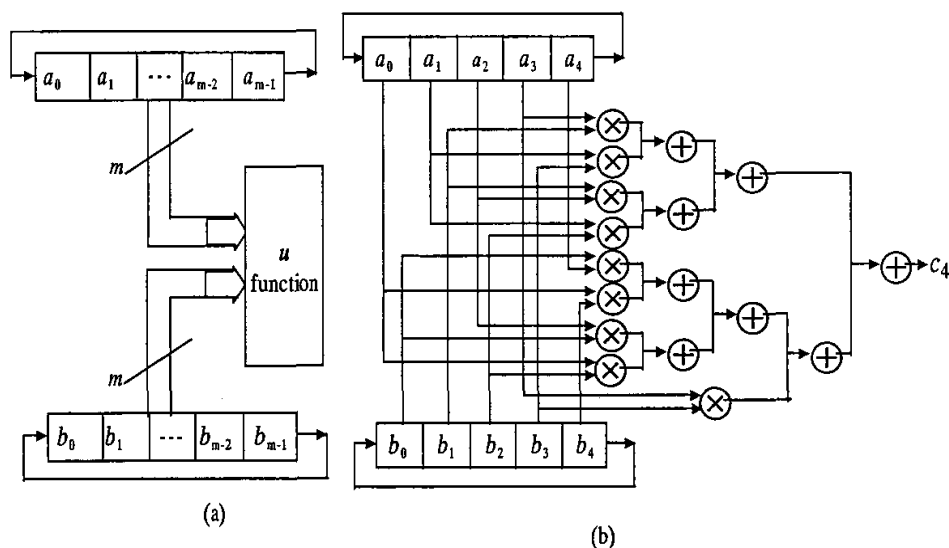 a0 a1 ... am-2 am-1
m
u
function
m
b0 b1 --- bm-2 bm-1
(a)
a0 a1 a2 a3 a4
c4
b0 b1 b2 b3 b4
(b)